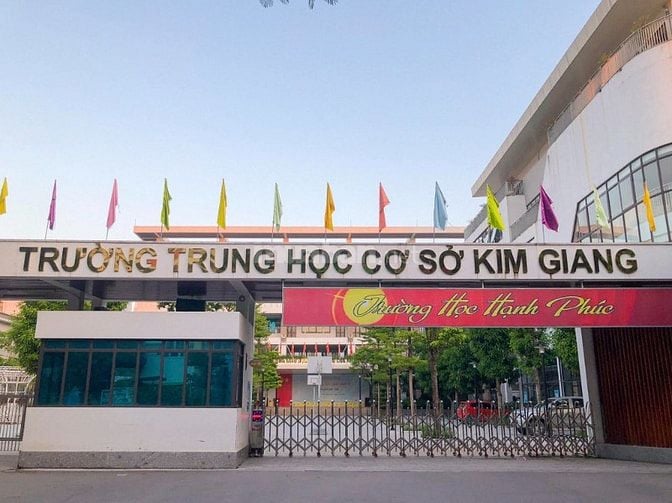 TRƯỜNG TRUNG HỌC CƠ SỞ KIM GIANG
Trường Học Hạnh Phúc